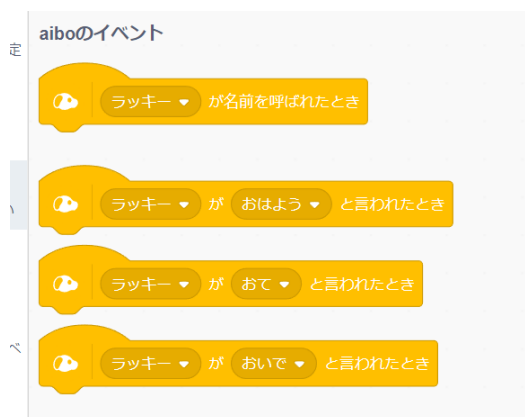 aiboのイベント
ラッキー が名前を呼ばれたとき
ラッキー が おはよう と言われたとき
ラッキー が おて と言われたとき
ラッキー が おいで と言われたとき